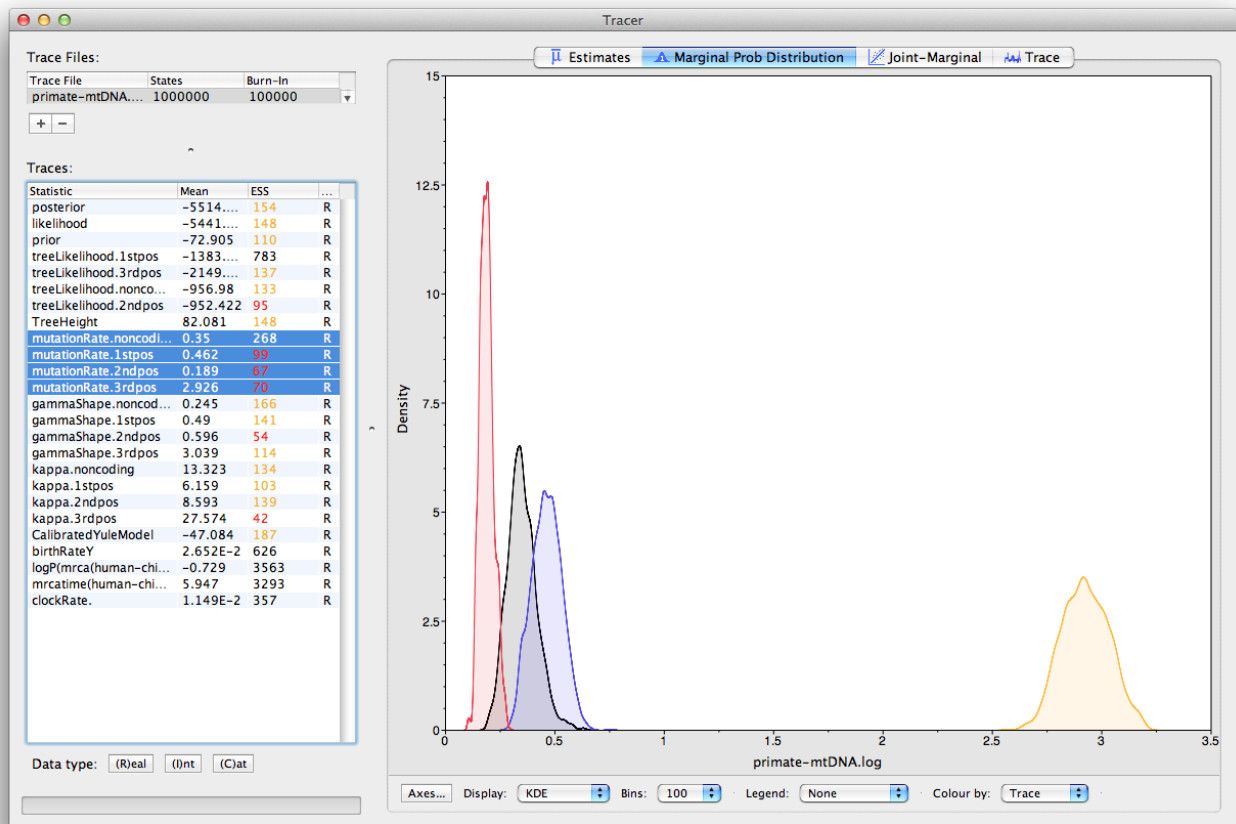 Tracer
Trace Files:
Trace File States Burn-In
primate-mtDNA.... 1000000 100000
+ −
Traces:
Statistic Mean ESS ...
posterior -5514.... 154 R
likelihood -5441.... 148 R
prior -72.905 110 R
treeLikelihood.1stpos -1383.... 783 R
treeLikelihood.3rdpos -2149.... 137 R
treeLikelihood.nonco... -956.98 133 R
treeLikelihood.2ndpos -952.422 95 R
TreeHeight 82.081 148 R
mutationRate.noncodi... 0.35 268 R
mutationRate.1stpos 0.462 99 R
mutationRate.2ndpos 0.189 67 R
mutationRate.3rdpos 2.926 70 R
gammaShape.noncod... 0.245 166 R
gammaShape.1stpos 0.49 141 R
gammaShape.2ndpos 0.596 54 R
gammaShape.3rdpos 3.039 114 R
kappa.noncoding 13.323 134 R
kappa.1stpos 6.159 103 R
kappa.2ndpos 8.593 139 R
kappa.3rdpos 27.574 42 R
CalibratedYuleModel -47.084 187 R
birthRateY 2.652E-2 626 R
logP(mrca(human-chi... -0.729 3563 R
mrcatime(human-chi... 5.947 3293 R
clockRate. 1.149E-2 357 R
Data type: (R)eal (I)nt (C)at
μ Estimates Marginal Prob Distribution Joint-Marginal Trace
15
12.5
10
7.5
5
2.5
0
Density
0 0.5 1 1.5 2 2.5 3 3.5
primate-mtDNA.log
Axes... Display: KDE Bins: 100 Legend: None Colour by: Trace